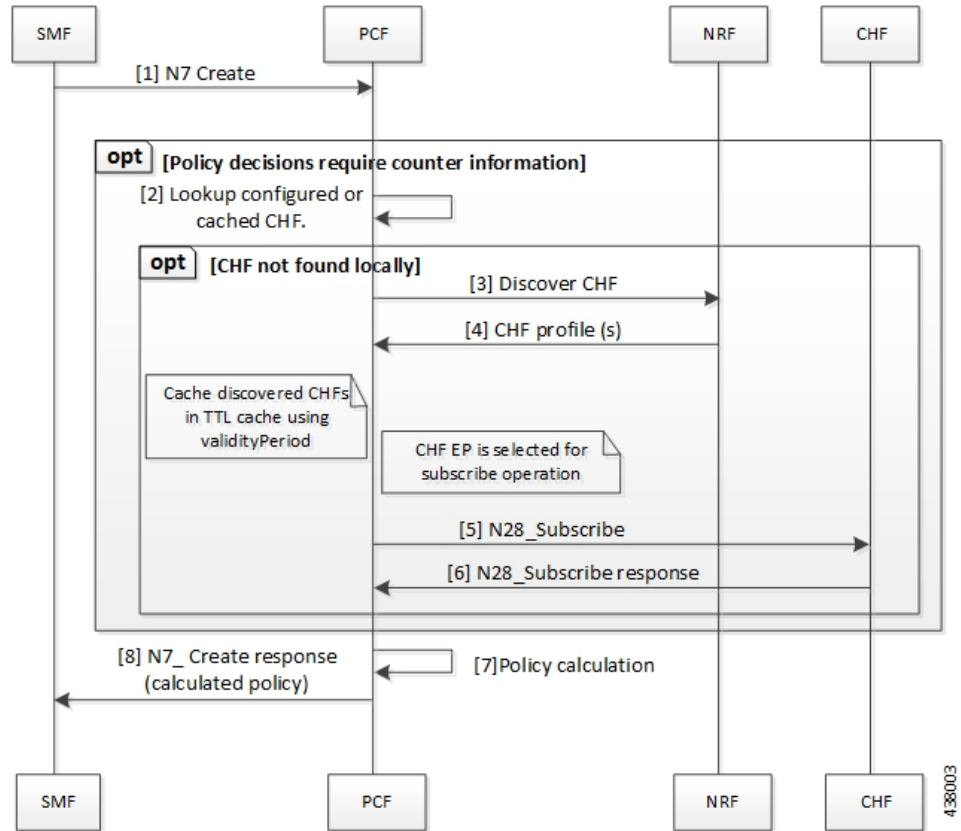 SMF
PCF
NRF
CHF
[1] N7 Create
opt [Policy decisions require counter information]
[2] Lookup configured or
cached CHF.
opt [CHF not found locally]
[3] Discover CHF
[4] CHF profile (s)
Cache discovered CHFs
in TTL cache using
validityPeriod
CHF EP is selected for
subscribe operation
[5] N28_Subscribe
[6] N28_Subscribe response
[8] N7_ Create response
(calculated policy)
[7]Policy calculation
SMF
PCF
NRF
CHF
438003